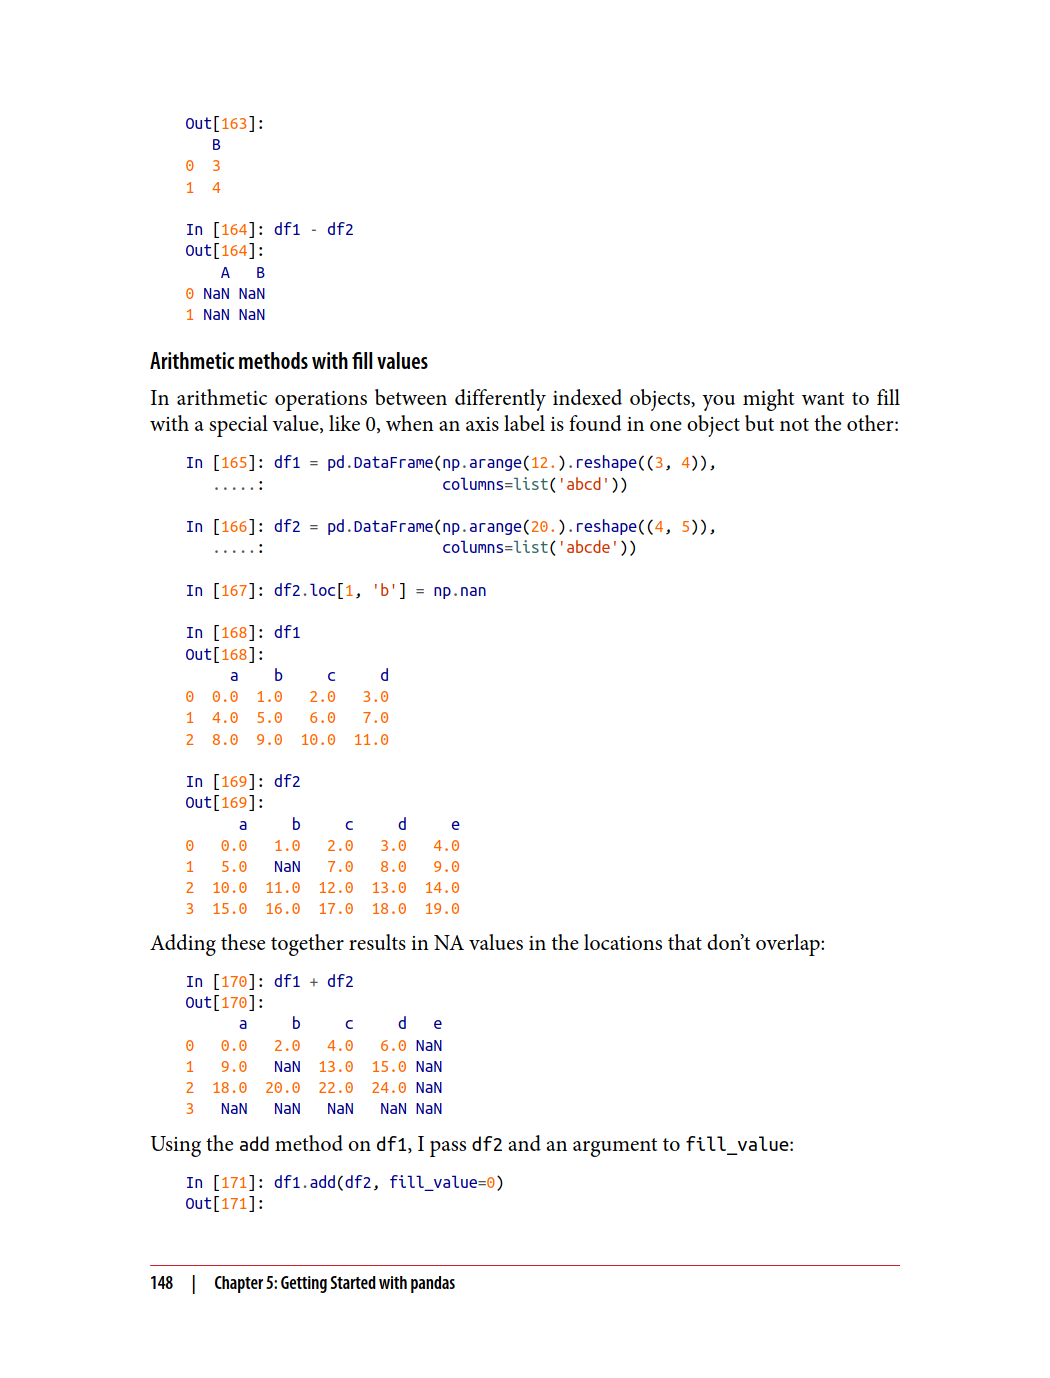 Out[163]:
   B
0  3
1  4
In [164]: df1 - df2
Out[164]:
    A   B
0 NaN NaN
1 NaN NaN
Arithmetic methods with fill values
In arithmetic operations between differently indexed objects, you might want to fill
with a special value, like 0, when an axis label is found in one object but not the other:
In [165]: df1 = pd.DataFrame(np.arange(12.).reshape((3, 4)),
   .....:                    columns=list('abcd'))
In [166]: df2 = pd.DataFrame(np.arange(20.).reshape((4, 5)),
   .....:                    columns=list('abcde'))
In [167]: df2.loc[1, 'b'] = np.nan
In [168]: df1
Out[168]:
     a    b     c     d
0  0.0  1.0   2.0   3.0
1  4.0  5.0   6.0   7.0
2  8.0  9.0  10.0  11.0
In [169]: df2
Out[169]:
      a     b     c     d     e
0   0.0   1.0   2.0   3.0   4.0
1   5.0   NaN   7.0   8.0   9.0
2  10.0  11.0  12.0  13.0  14.0
3  15.0  16.0  17.0  18.0  19.0
Adding these together results in NA values in the locations that don’t overlap:
In [170]: df1 + df2
Out[170]:
      a     b     c     d   e
0   0.0   2.0   4.0   6.0 NaN
1   9.0   NaN  13.0  15.0 NaN
2  18.0  20.0  22.0  24.0 NaN
3   NaN   NaN   NaN   NaN NaN
Using the add method on df1, I pass df2 and an argument to fill_value:
In [171]: df1.add(df2, fill_value=0)
Out[171]:
148 | Chapter 5: Getting Started with pandas